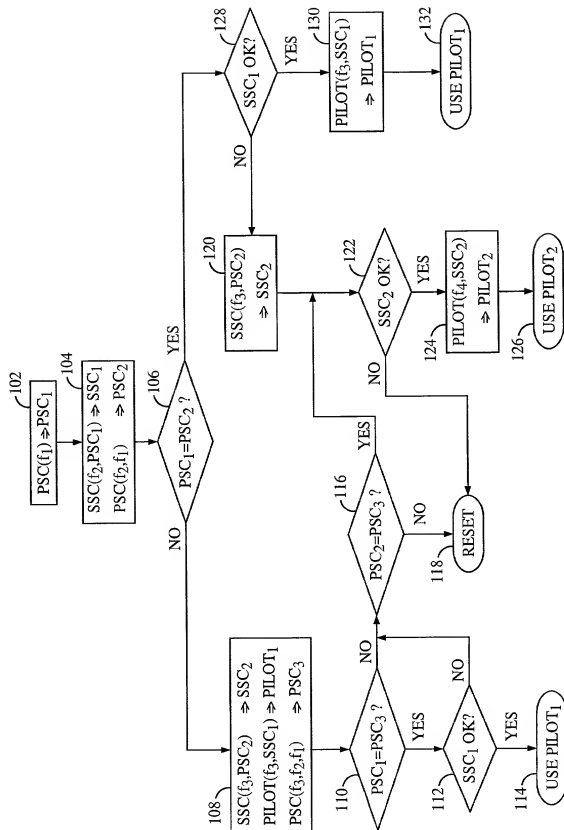 102
PSC(f₁)⇒PSC₁
104
SSC(f₂,PSC₁) ⇒ SSC₁
PSC(f₂,f₁) ⇒ PSC₂
106
PSC₁=PSC₂ ?
NO
YES
108
SSC(f₃,PSC₂) ⇒ SSC₂
PILOT(f₃,SSC₁) ⇒ PILOT₁
PSC(f₃,f₂,f₁) ⇒ PSC₃
110
PSC₁=PSC₃ ?
NO
YES
112
SSC₁ OK?
NO
YES
114
USE PILOT₁
116
PSC₂=PSC₃ ?
YES
NO
118
RESET
120
SSC(f₃,PSC₂)
⇒ SSC₂
122
SSC₂ OK?
NO
YES
124
PILOT(f₄,SSC₂)
⇒ PILOT₂
126
USE PILOT₂
128
SSC₁ OK?
NO
YES
130
PILOT(f₃,SSC₁)
⇒ PILOT₁
132
USE PILOT₁